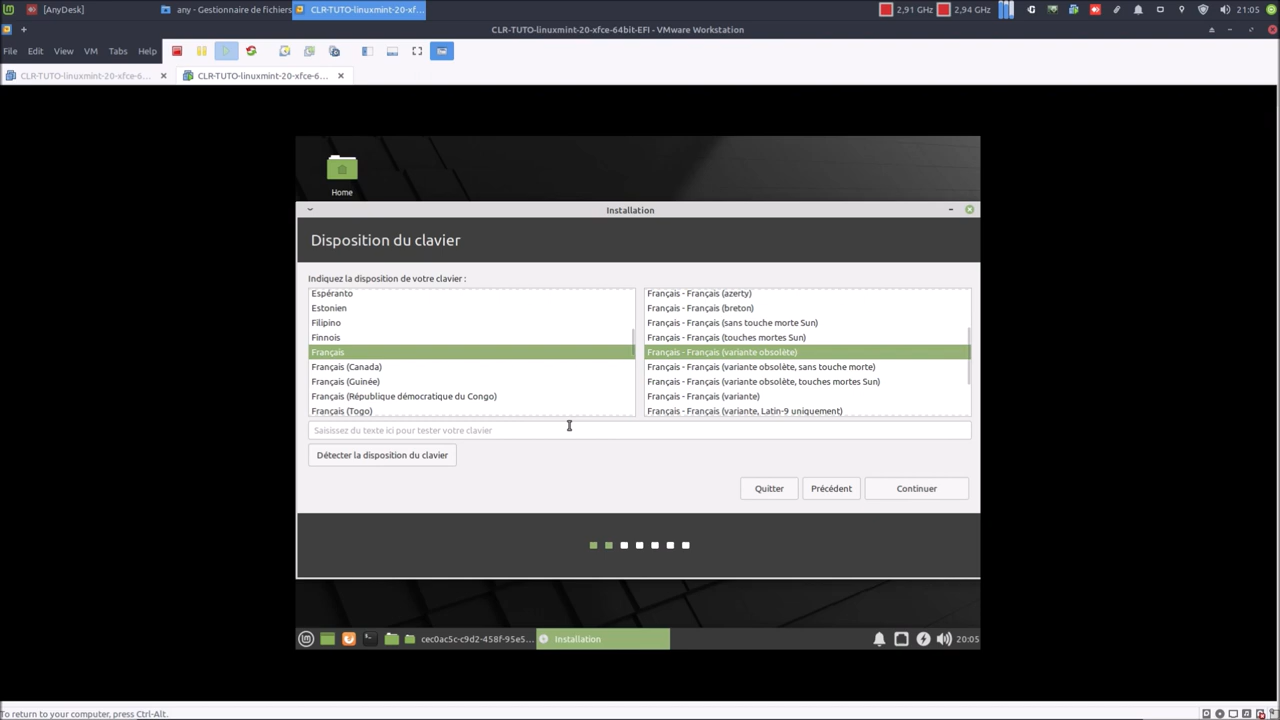 [AnyDesk]
any - Gestionnaire de fichiers
CLR-TUTO-linuxmint-20-xf...
2,91 GHz
2,94 GHz
21:05
CLR-TUTO-linuxmint-20-xfce-64bit-EFI - VMware Workstation
File Edit View VM Tabs Help
CLR-TUTO-linuxmint-20-xfce-6...
CLR-TUTO-linuxmint-20-xfce-6...
Home
Installation
Disposition du clavier
Indiquez la disposition de votre clavier :
Espéranto
Estonien
Filipino
Finnois
Français
Français (Canada)
Français (Guinée)
Français (République démocratique du Congo)
Français (Togo)
Français - Français (azerty)
Français - Français (breton)
Français - Français (sans touche morte Sun)
Français - Français (touches mortes Sun)
Français - Français (variante obsolète)
Français - Français (variante obsolète, sans touche morte)
Français - Français (variante obsolète, touches mortes Sun)
Français - Français (variante)
Français - Français (variante, Latin-9 uniquement)
Saisissez du texte ici pour tester votre clavier
Détecter la disposition du clavier
Quitter
Précédent
Continuer
cec0ac5c-c9d2-458f-95e5...
Installation
20:05
To return to your computer, press Ctrl-Alt.